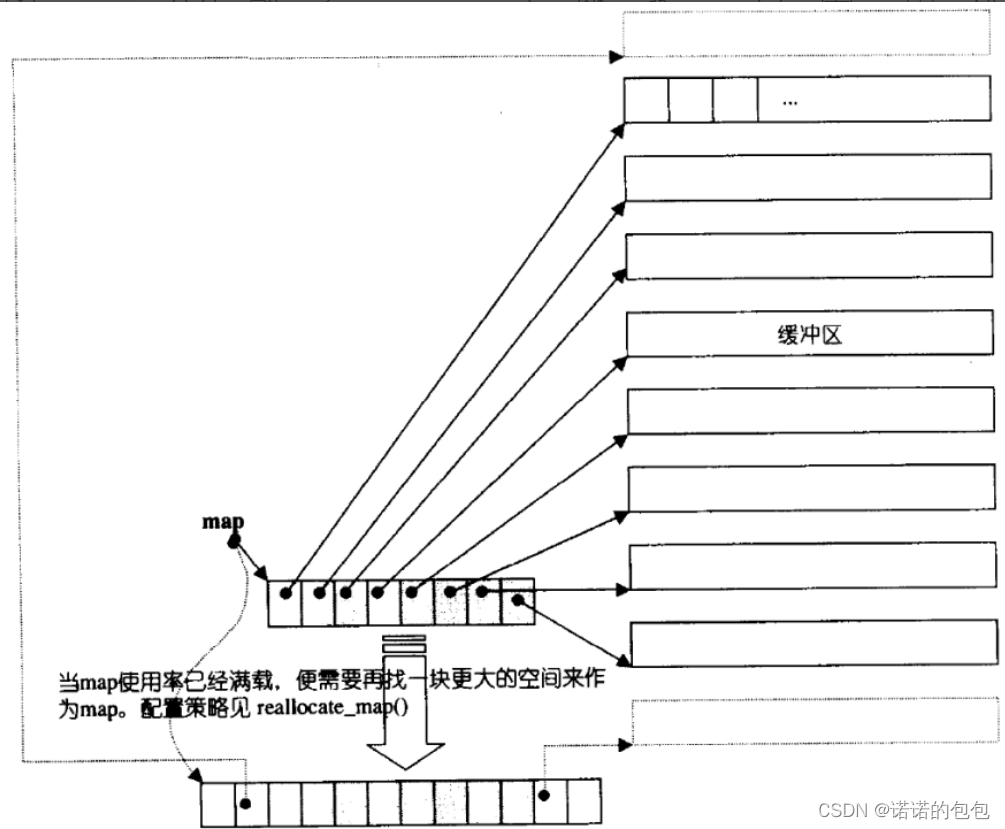 ...
缓冲区
map
当map使用率已经满载，便需要再找一块更大的空间来作
为map。配置策略见 reallocate_map()
CSDN @诺诺的包包